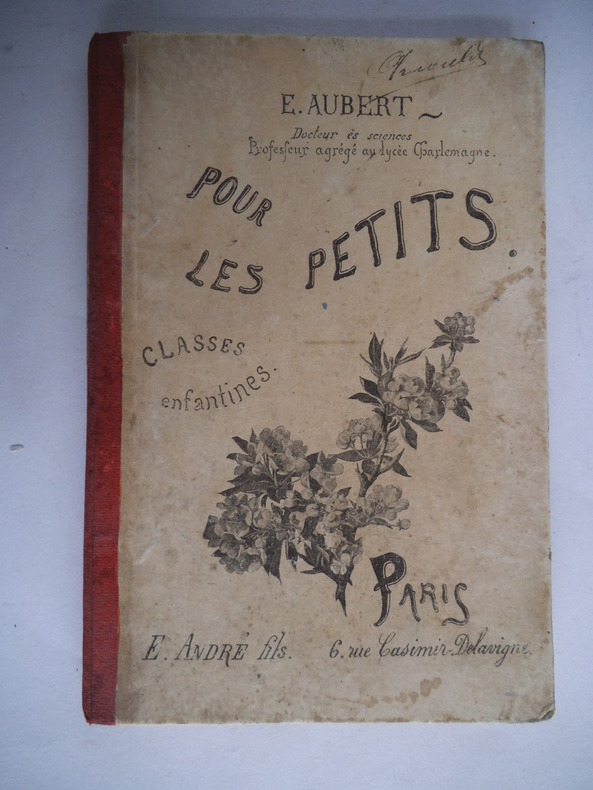 E. AUBERT ~
Docteur ès sciences
Professeur agrégé au lycée Charlemagne.
POUR
LES PETITS.
CLASSES
enfantines.
PARIS
E. ANDRÉ fils. 6. rue Casimir-Delavigne.